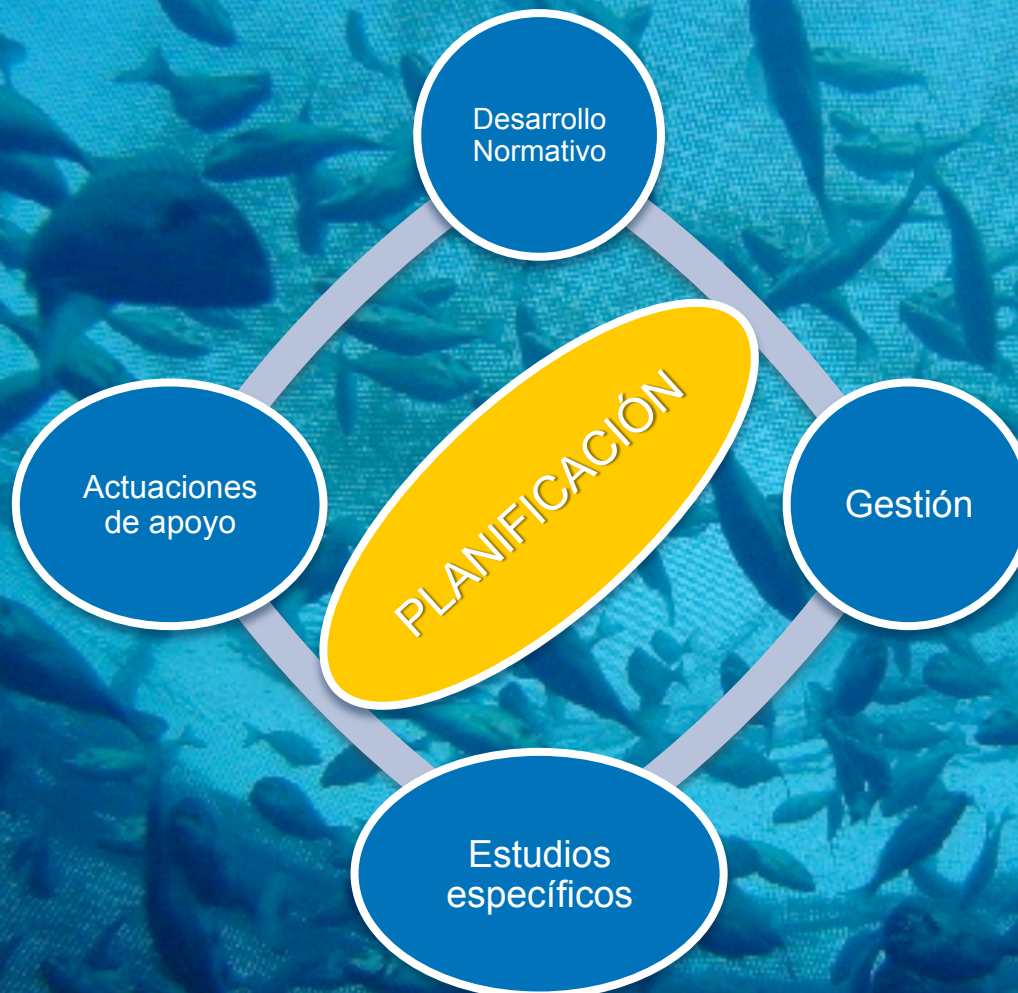 Desarrollo
Normativo
PLANIFICACIÓN
Actuaciones
de apoyo
Gestión
Estudios
específicos